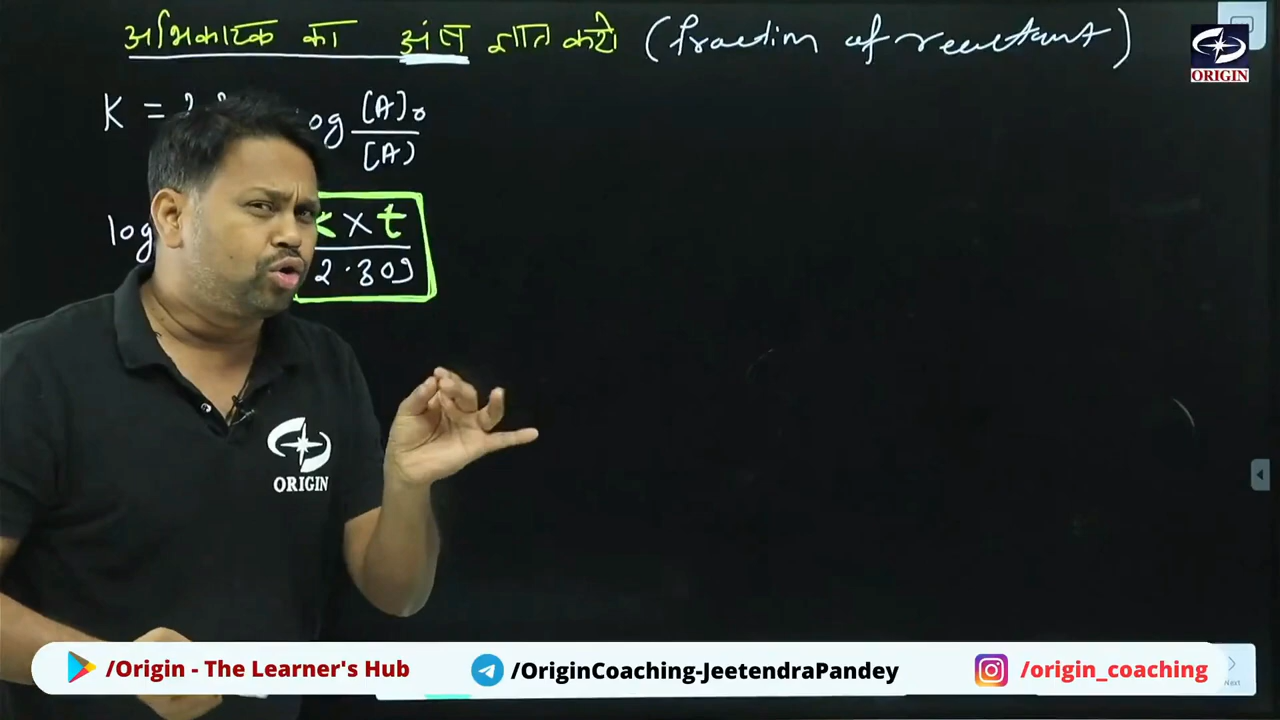 अभिकारक का अंश ज्ञात करो (fraction of reactant)
ORIGIN
K =
log [A]₀
[A]
log
K × t
2.303
ORIGIN
/Origin - The Learner's Hub
/OriginCoaching-JeetendraPandey
/origin_coaching
Next